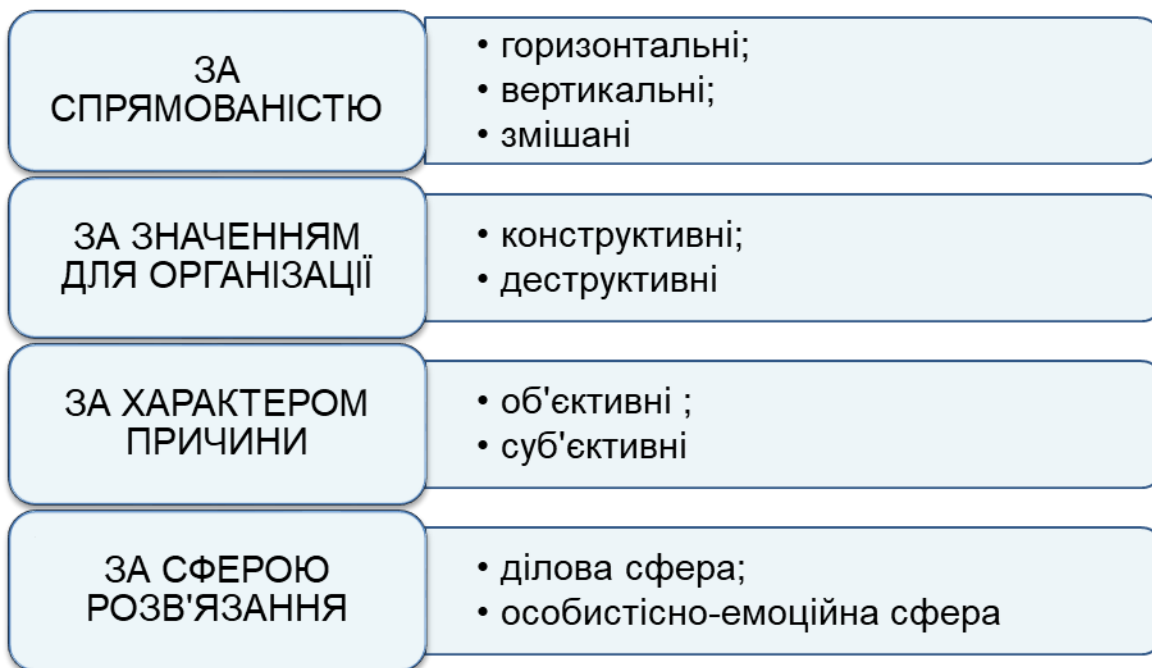 ЗА
СПРЯМОВАНІСТЮ
• горизонтальні;
• вертикальні;
• змішані
ЗА ЗНАЧЕННЯМ
ДЛЯ ОРГАНІЗАЦІЇ
• конструктивні;
• деструктивні
ЗА ХАРАКТЕРОМ
ПРИЧИНИ
• об'єктивні ;
• суб'єктивні
ЗА СФЕРОЮ
РОЗВ'ЯЗАННЯ
• ділова сфера;
• особистісно-емоційна сфера